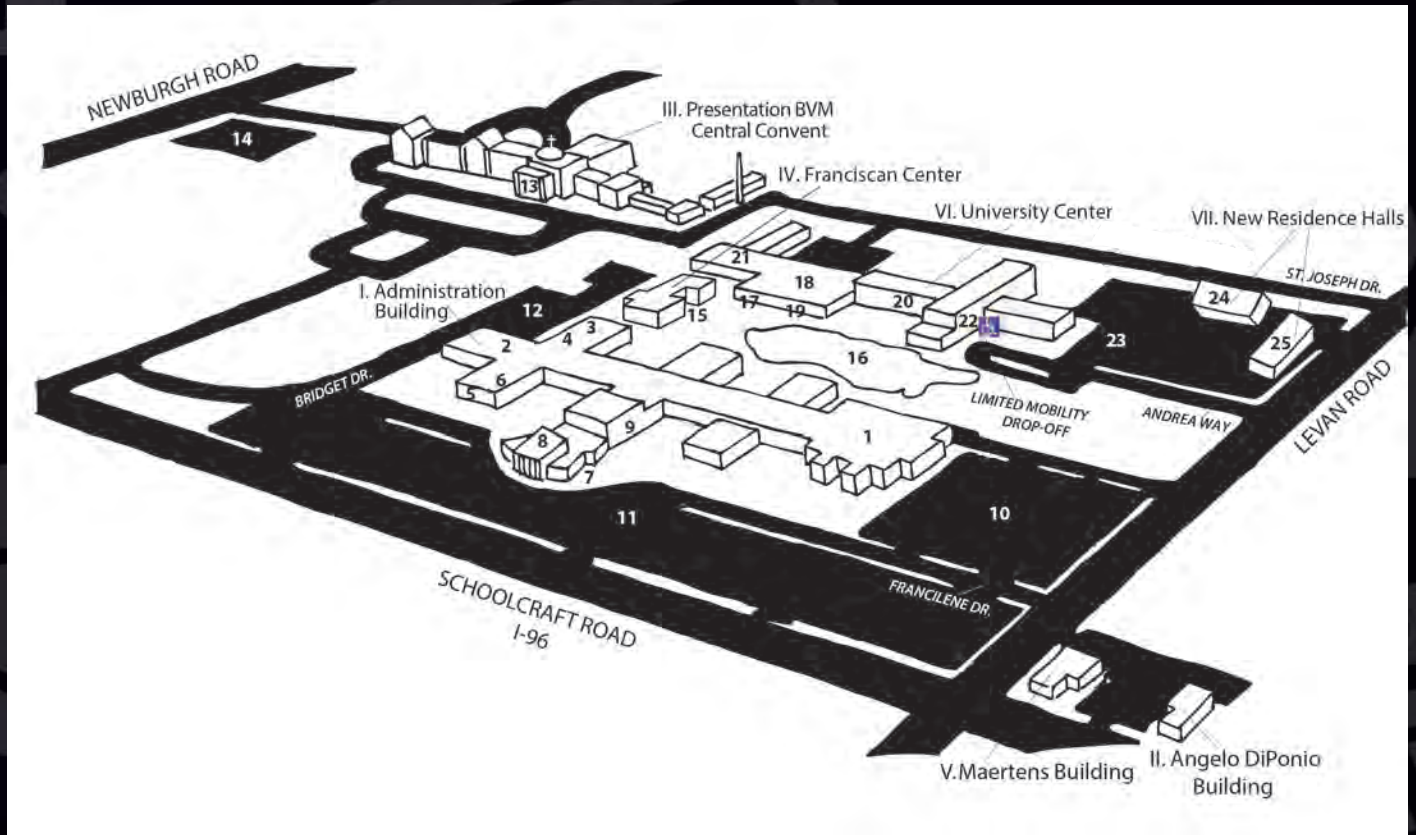 NEWBURGH ROAD
14
III. Presentation BVM
Central Convent
13
IV. Franciscan Center
VI. University Center
VII. New Residence Halls
ST. JOSEPH DR.
I. Administration
Building
12
21
18
17
19
20
15
22
24
23
25
16
2
3
4
6
5
BRIDGET DR.
LIMITED MOBILITY
DROP-OFF
ANDREA WAY
LEVAN ROAD
9
8
7
1
10
11
FRANCILENE DR.
SCHOOLCRAFT ROAD
I-96
V. Maertens Building
II. Angelo DiPonio
Building